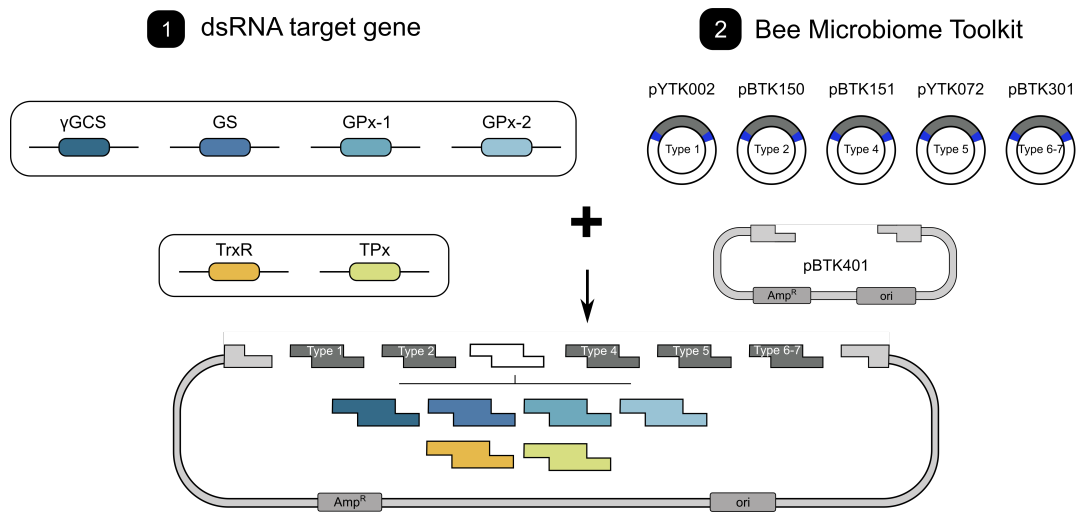 1 dsRNA target gene
2 Bee Microbiome Toolkit
pYTK002 pBTK150 pBTK151 pYTK072 pBTK301
Type 1 Type 2 Type 4 Type 5 Type 6-7
γGCS GS GPx-1 GPx-2
+
TrxR TPx
pBTK401
AmpR ori
Type 1 Type 2 Type 4 Type 5 Type 6-7
AmpR ori